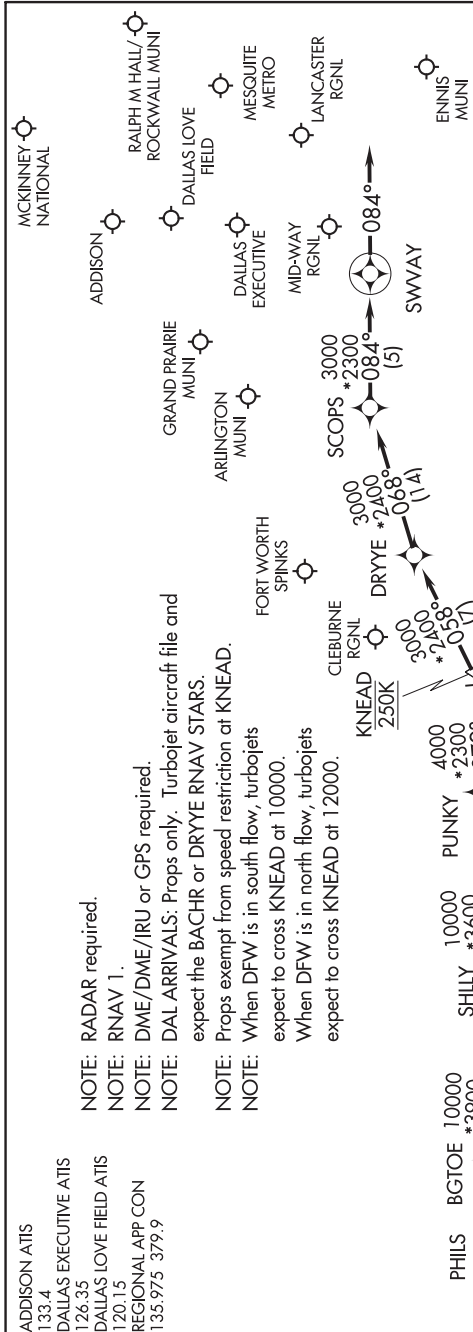 ADDISON ATIS
133.4
DALLAS EXECUTIVE ATIS
126.35
DALLAS LOVE FIELD ATIS
120.15
REGIONAL APP CON
135.975 379.9
NOTE: RADAR required.
NOTE: RNAV 1.
NOTE: DME/DME/IRU or GPS required.
NOTE: DAL ARRIVALS: Props only. Turbojet aircraft file and
expect the BACHR or DRYYE RNAV STARS.
NOTE: Props exempt from speed restriction at KNEAD.
NOTE: When DFW is in south flow, turbojets
expect to cross KNEAD at 10000.
When DFW is in north flow, turbojets
expect to cross KNEAD at 12000.
MCKINNEY
NATIONAL
RALPH M HALL/
ROCKWALL MUNI
ADDISON
DALLAS LOVE
FIELD
MESQUITE
METRO
GRAND PRAIRIE
MUNI
DALLAS
EXECUTIVE
LANCASTER
RGNL
ARLINGTON
MUNI
MID-WAY
RGNL
ENNIS
MUNI
FORT WORTH
SPINKS
CLEBURNE
RGNL
SCOPS
3000
*2300
084°
(5)
084°
SWVAY
DRYYE
3000
*2400
068°
(14)
KNEAD
250K
3000
*2400
058°
(7)
PUNKY
4000
*2300
SHLLY
10000
*3600
BGTOE
10000
*3900
PHILS